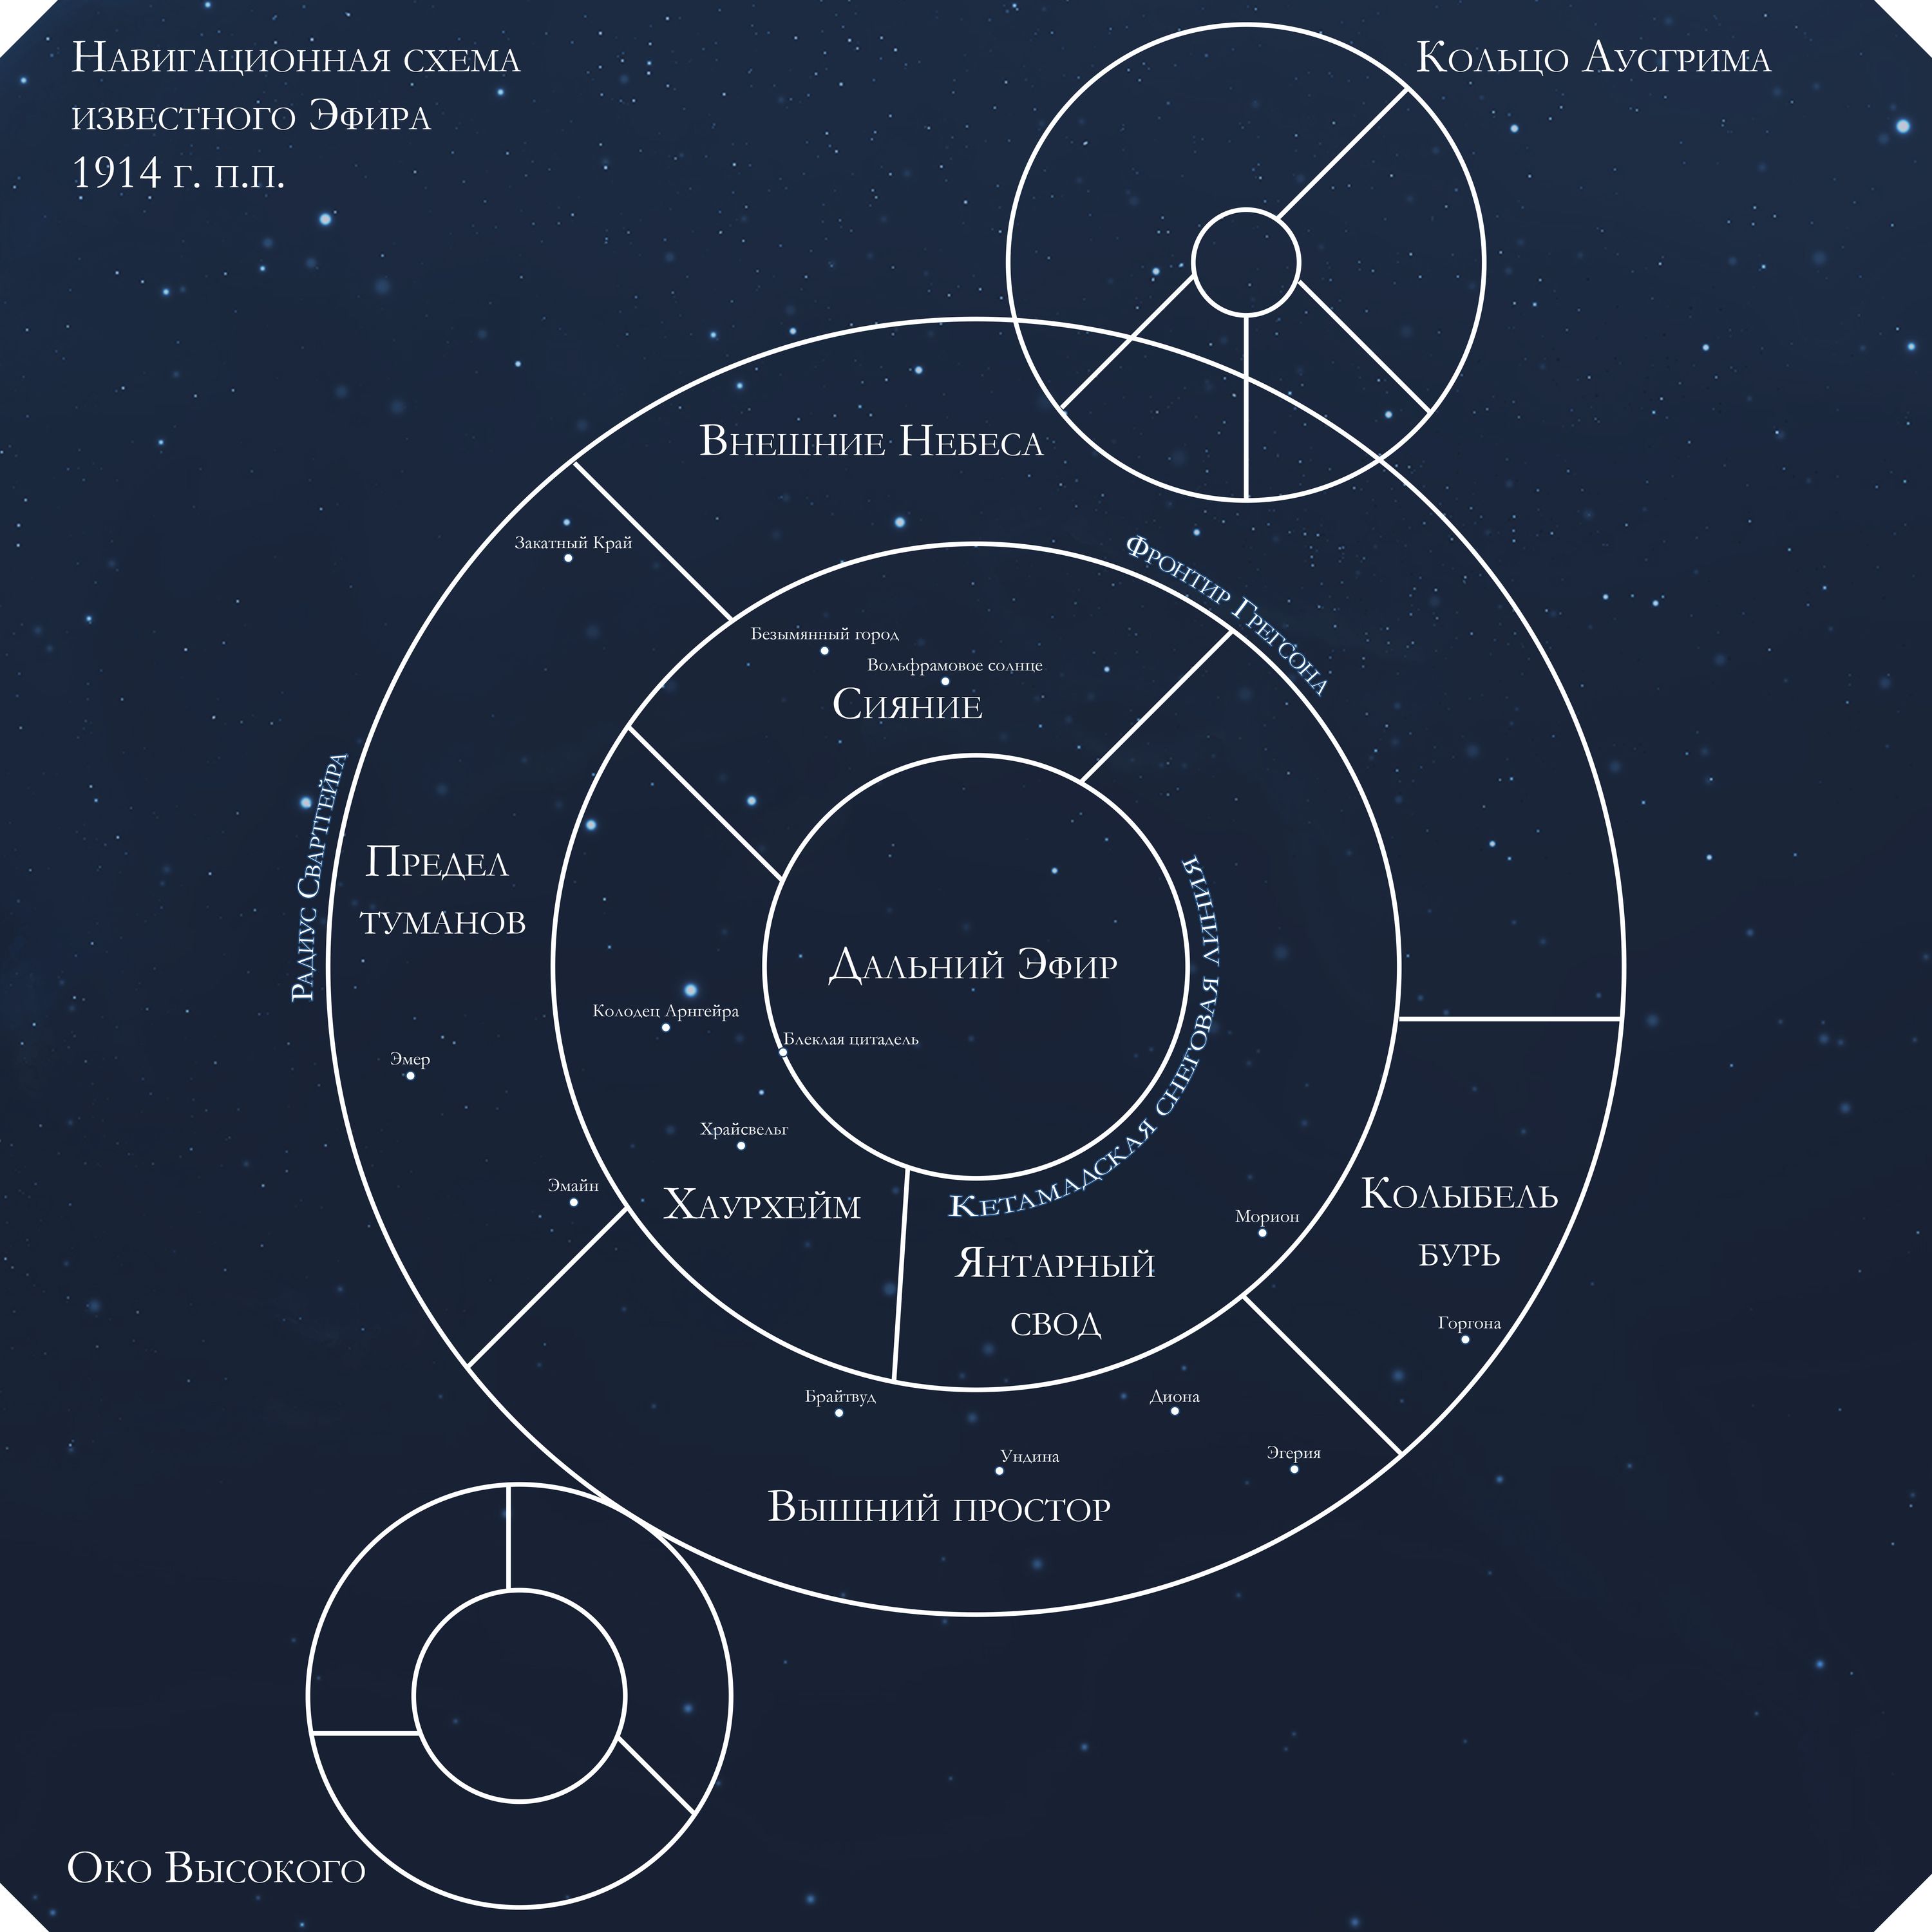 Навигационная схема
известного Эфира
1914 г. п.п.
Кольцо Аусгрима
Внешние Небеса
Закатный Край
Фронтир Грегсона
Безымянный город
Вольфрамовое солнце
Сияние
Радиус Свартгейра
Предел
туманов
Дальний Эфир
Кетамадская снеговая линия
Колодец Арнгейра
Блеклая цитадель
Эмер
Храйсвельг
Эмайн
Хаурхейм
Янтарный
свод
Морион
Колыбель
бурь
Горгона
Брайтвуд
Диона
Ундина
Эгерия
Вышний простор
Око Высокого